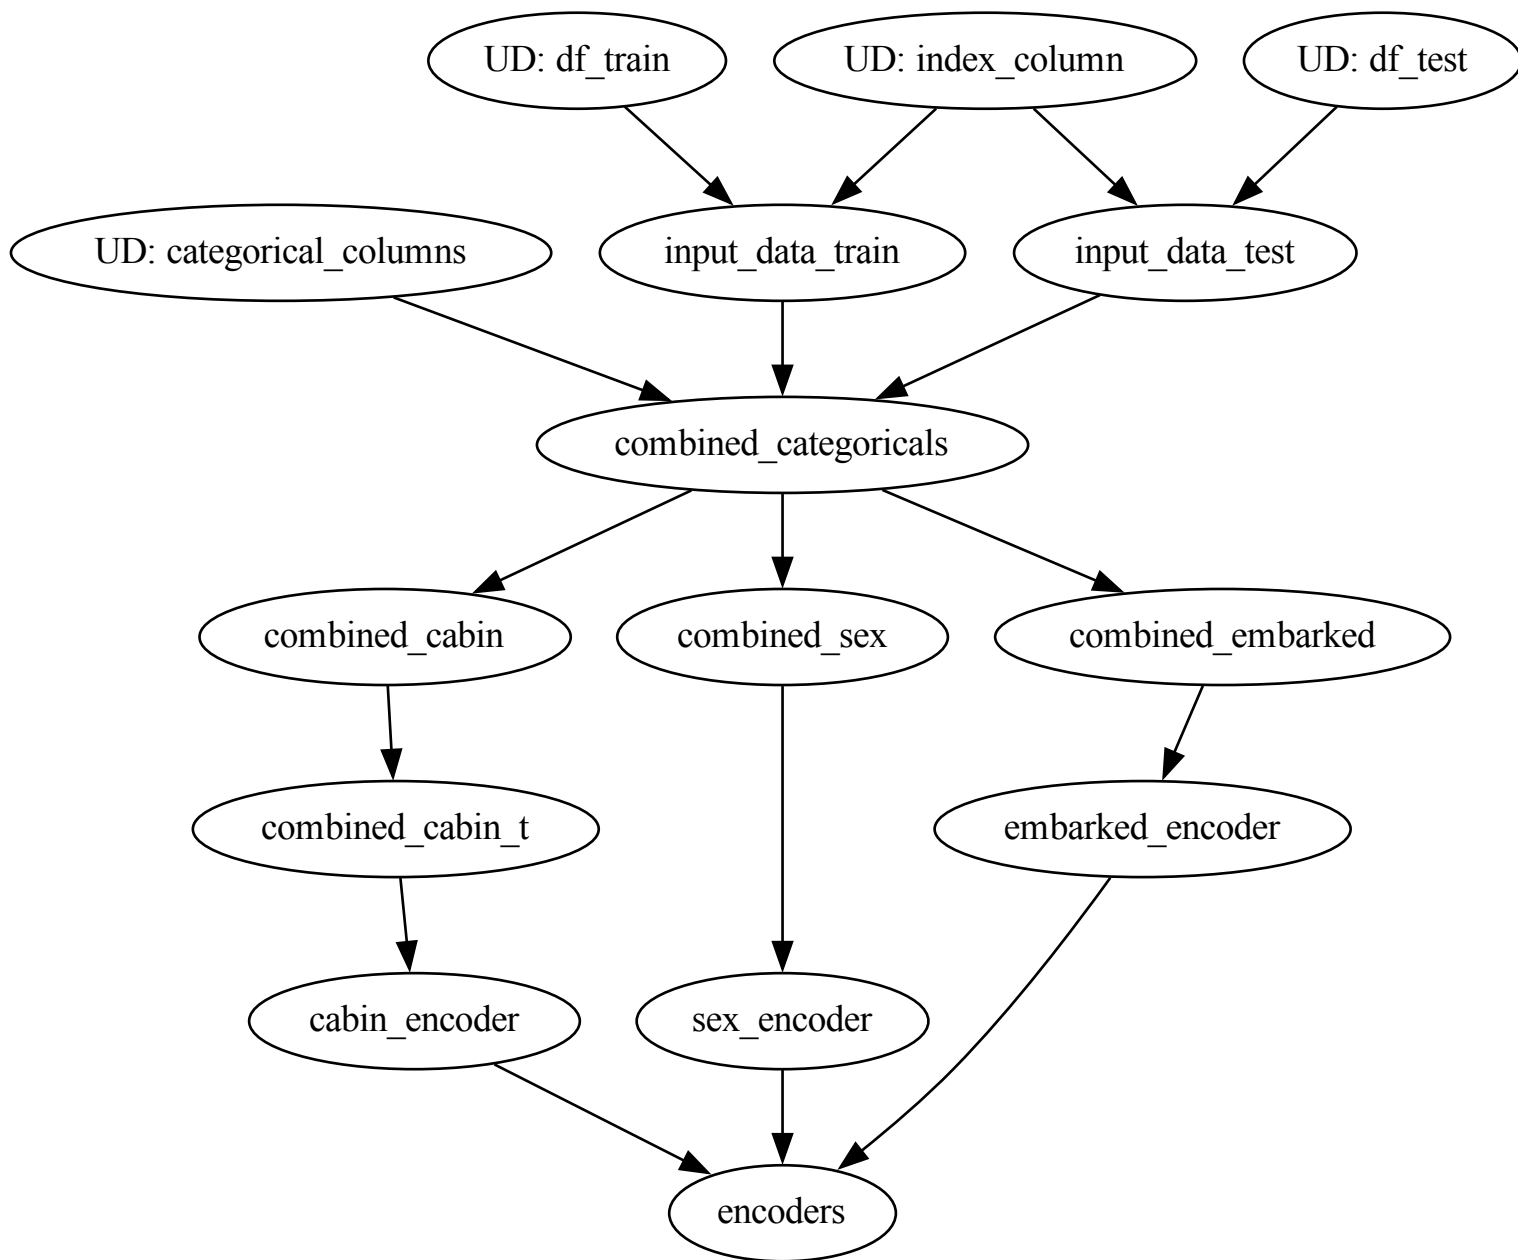 UD: df_train
UD: index_column
UD: df_test
UD: categorical_columns
input_data_train
input_data_test
combined_categoricals
combined_cabin
combined_sex
combined_embarked
combined_cabin_t
embarked_encoder
cabin_encoder
sex_encoder
encoders